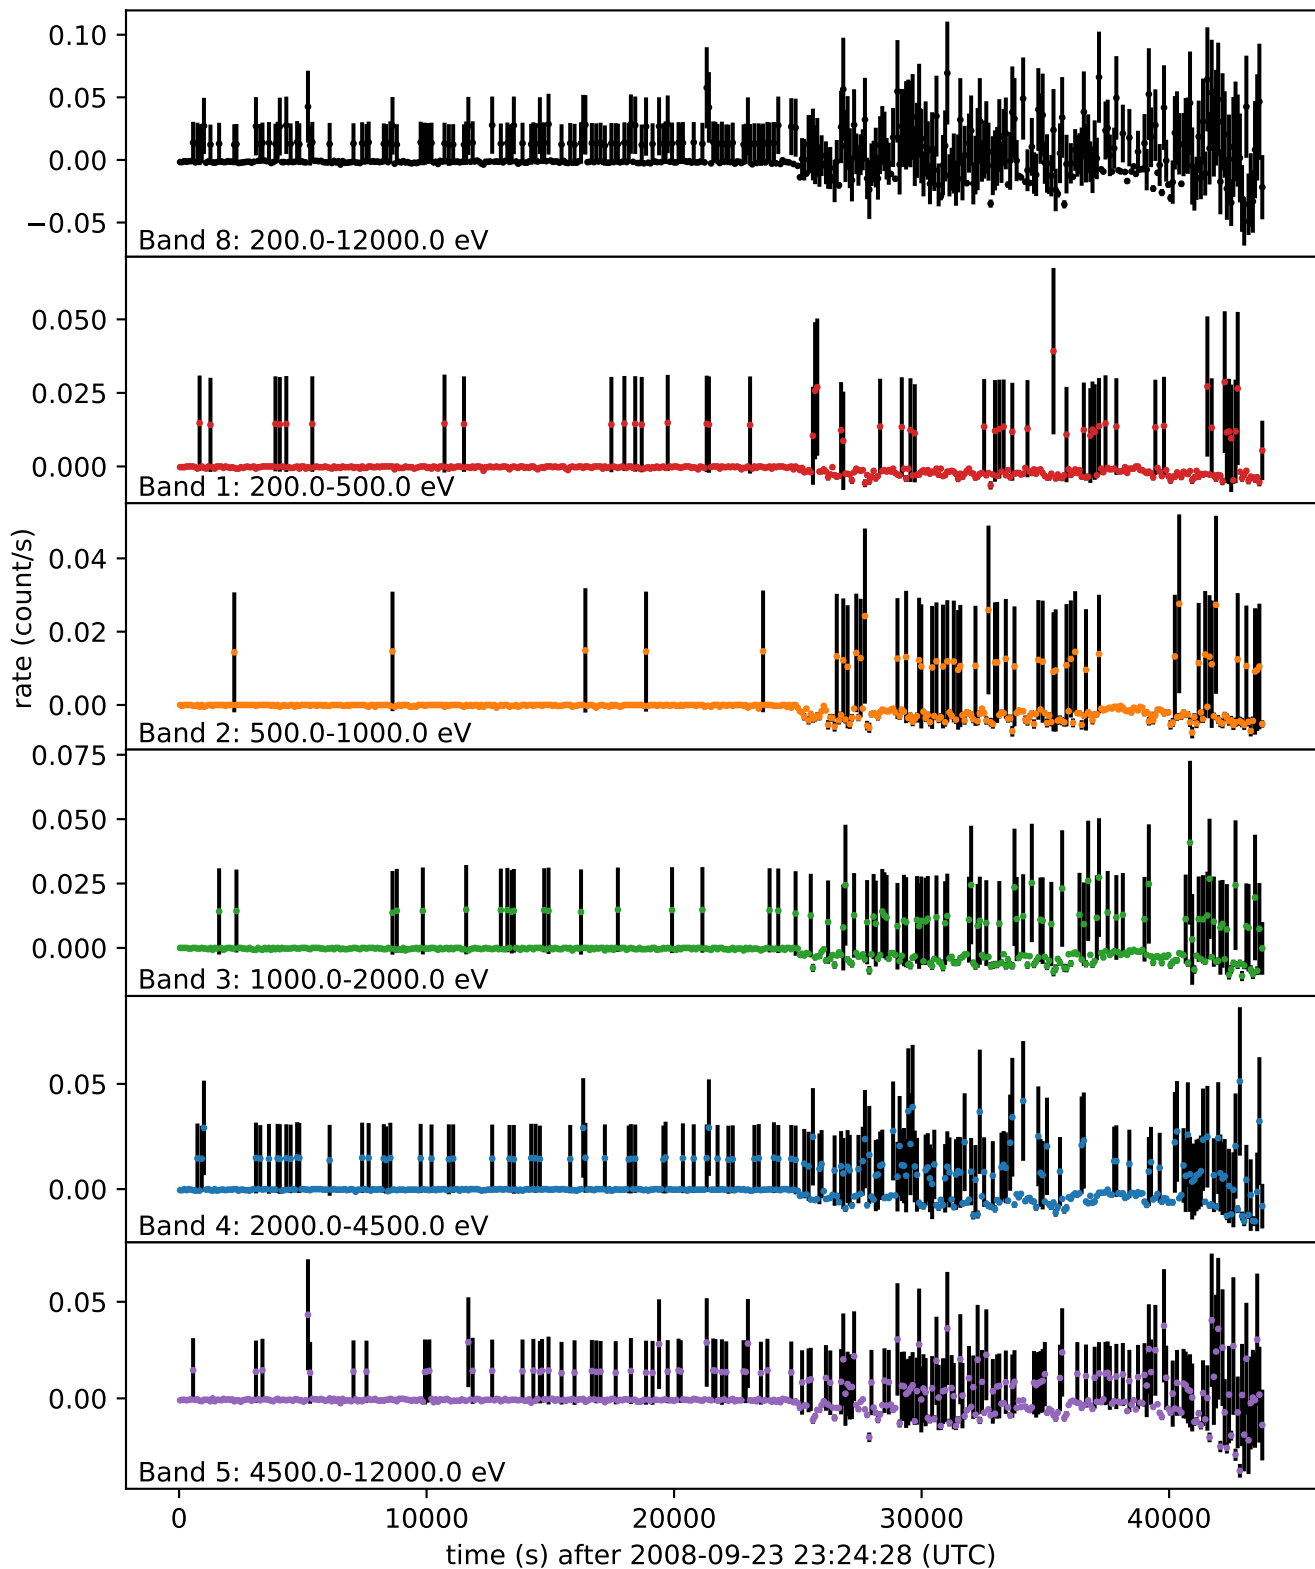 0.10
0.05
0.00
−0.05
Band 8: 200.0-12000.0 eV
0.050
0.025
0.000
Band 1: 200.0-500.0 eV
0.04
0.02
0.00
Band 2: 500.0-1000.0 eV
rate (count/s)
0.075
0.050
0.025
0.000
Band 3: 1000.0-2000.0 eV
0.05
0.00
Band 4: 2000.0-4500.0 eV
0.05
0.00
Band 5: 4500.0-12000.0 eV
0 10000 20000 30000 40000
time (s) after 2008-09-23 23:24:28 (UTC)